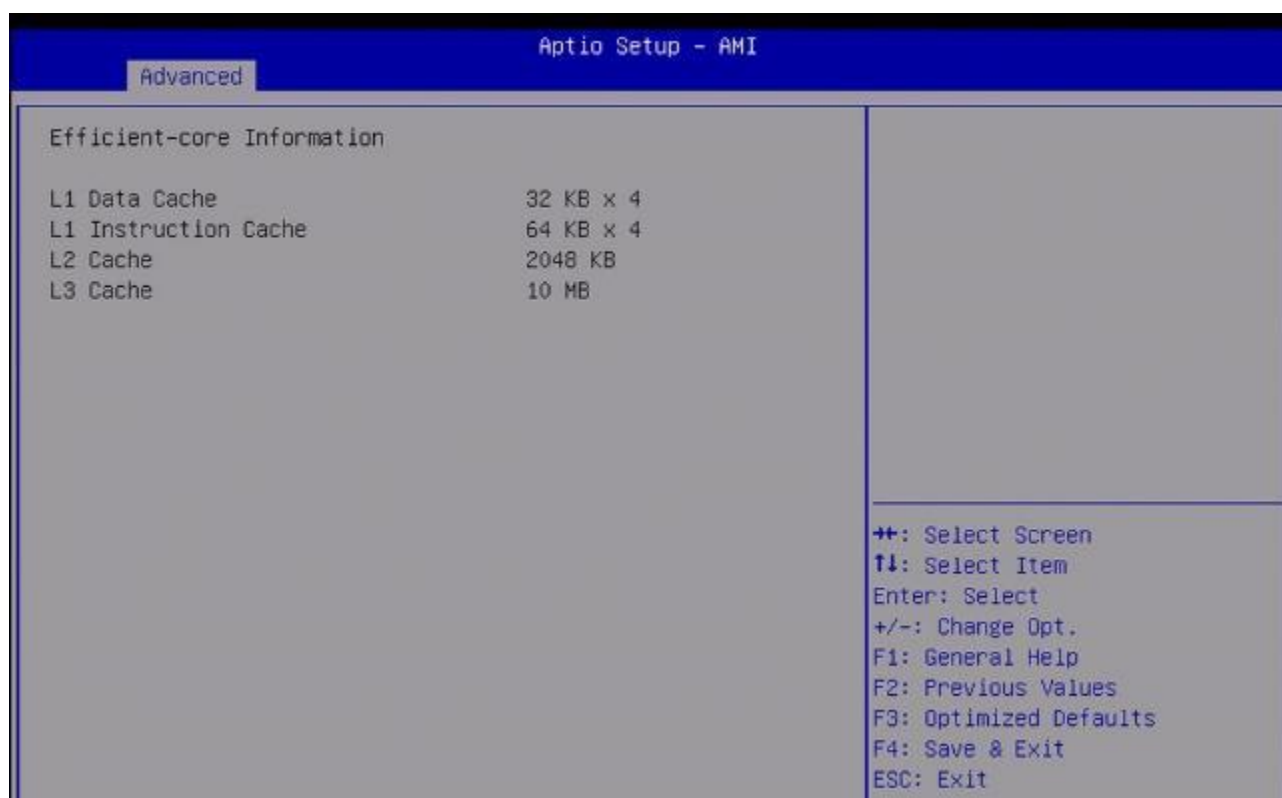 Aptio Setup - AMI
Advanced
Efficient-core Information
L1 Data Cache 32 KB x 4
L1 Instruction Cache 64 KB x 4
L2 Cache 2048 KB
L3 Cache 10 MB
→←: Select Screen
↑↓: Select Item
Enter: Select
+/-: Change Opt.
F1: General Help
F2: Previous Values
F3: Optimized Defaults
F4: Save & Exit
ESC: Exit